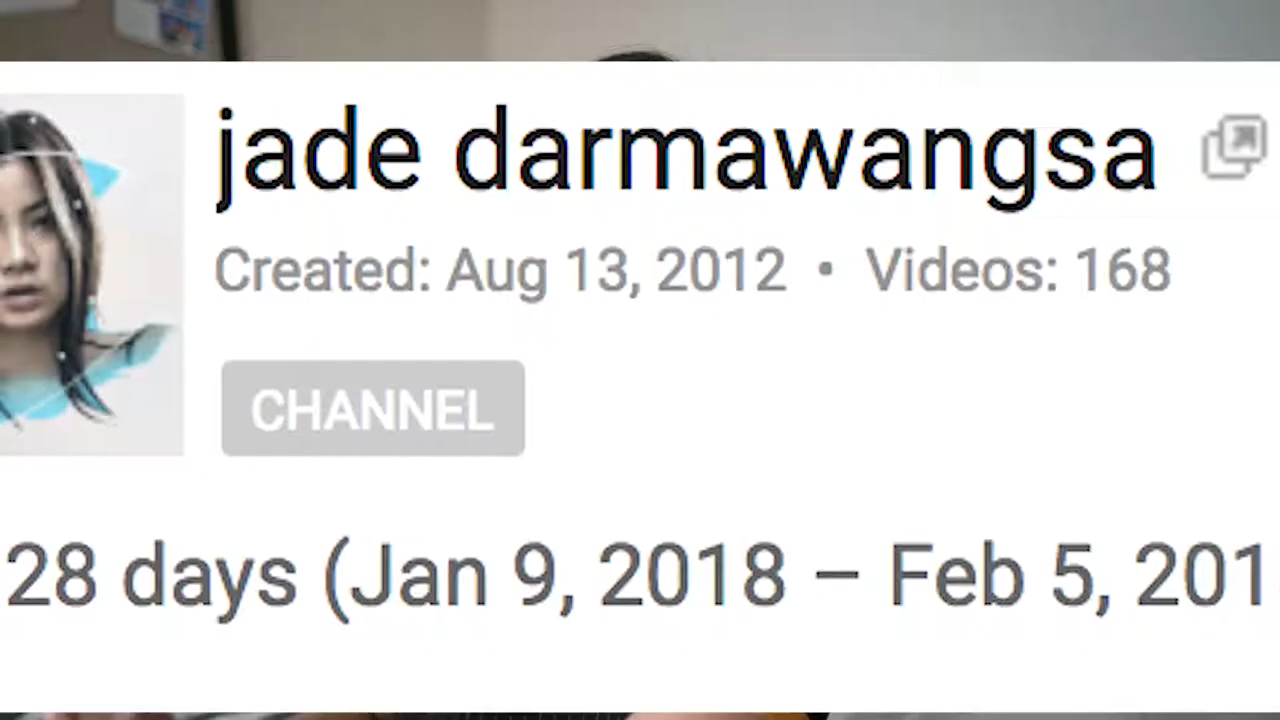 jade darmawangsa
Created: Aug 13, 2012 • Videos: 168
CHANNEL
28 days (Jan 9, 2018 – Feb 5, 201